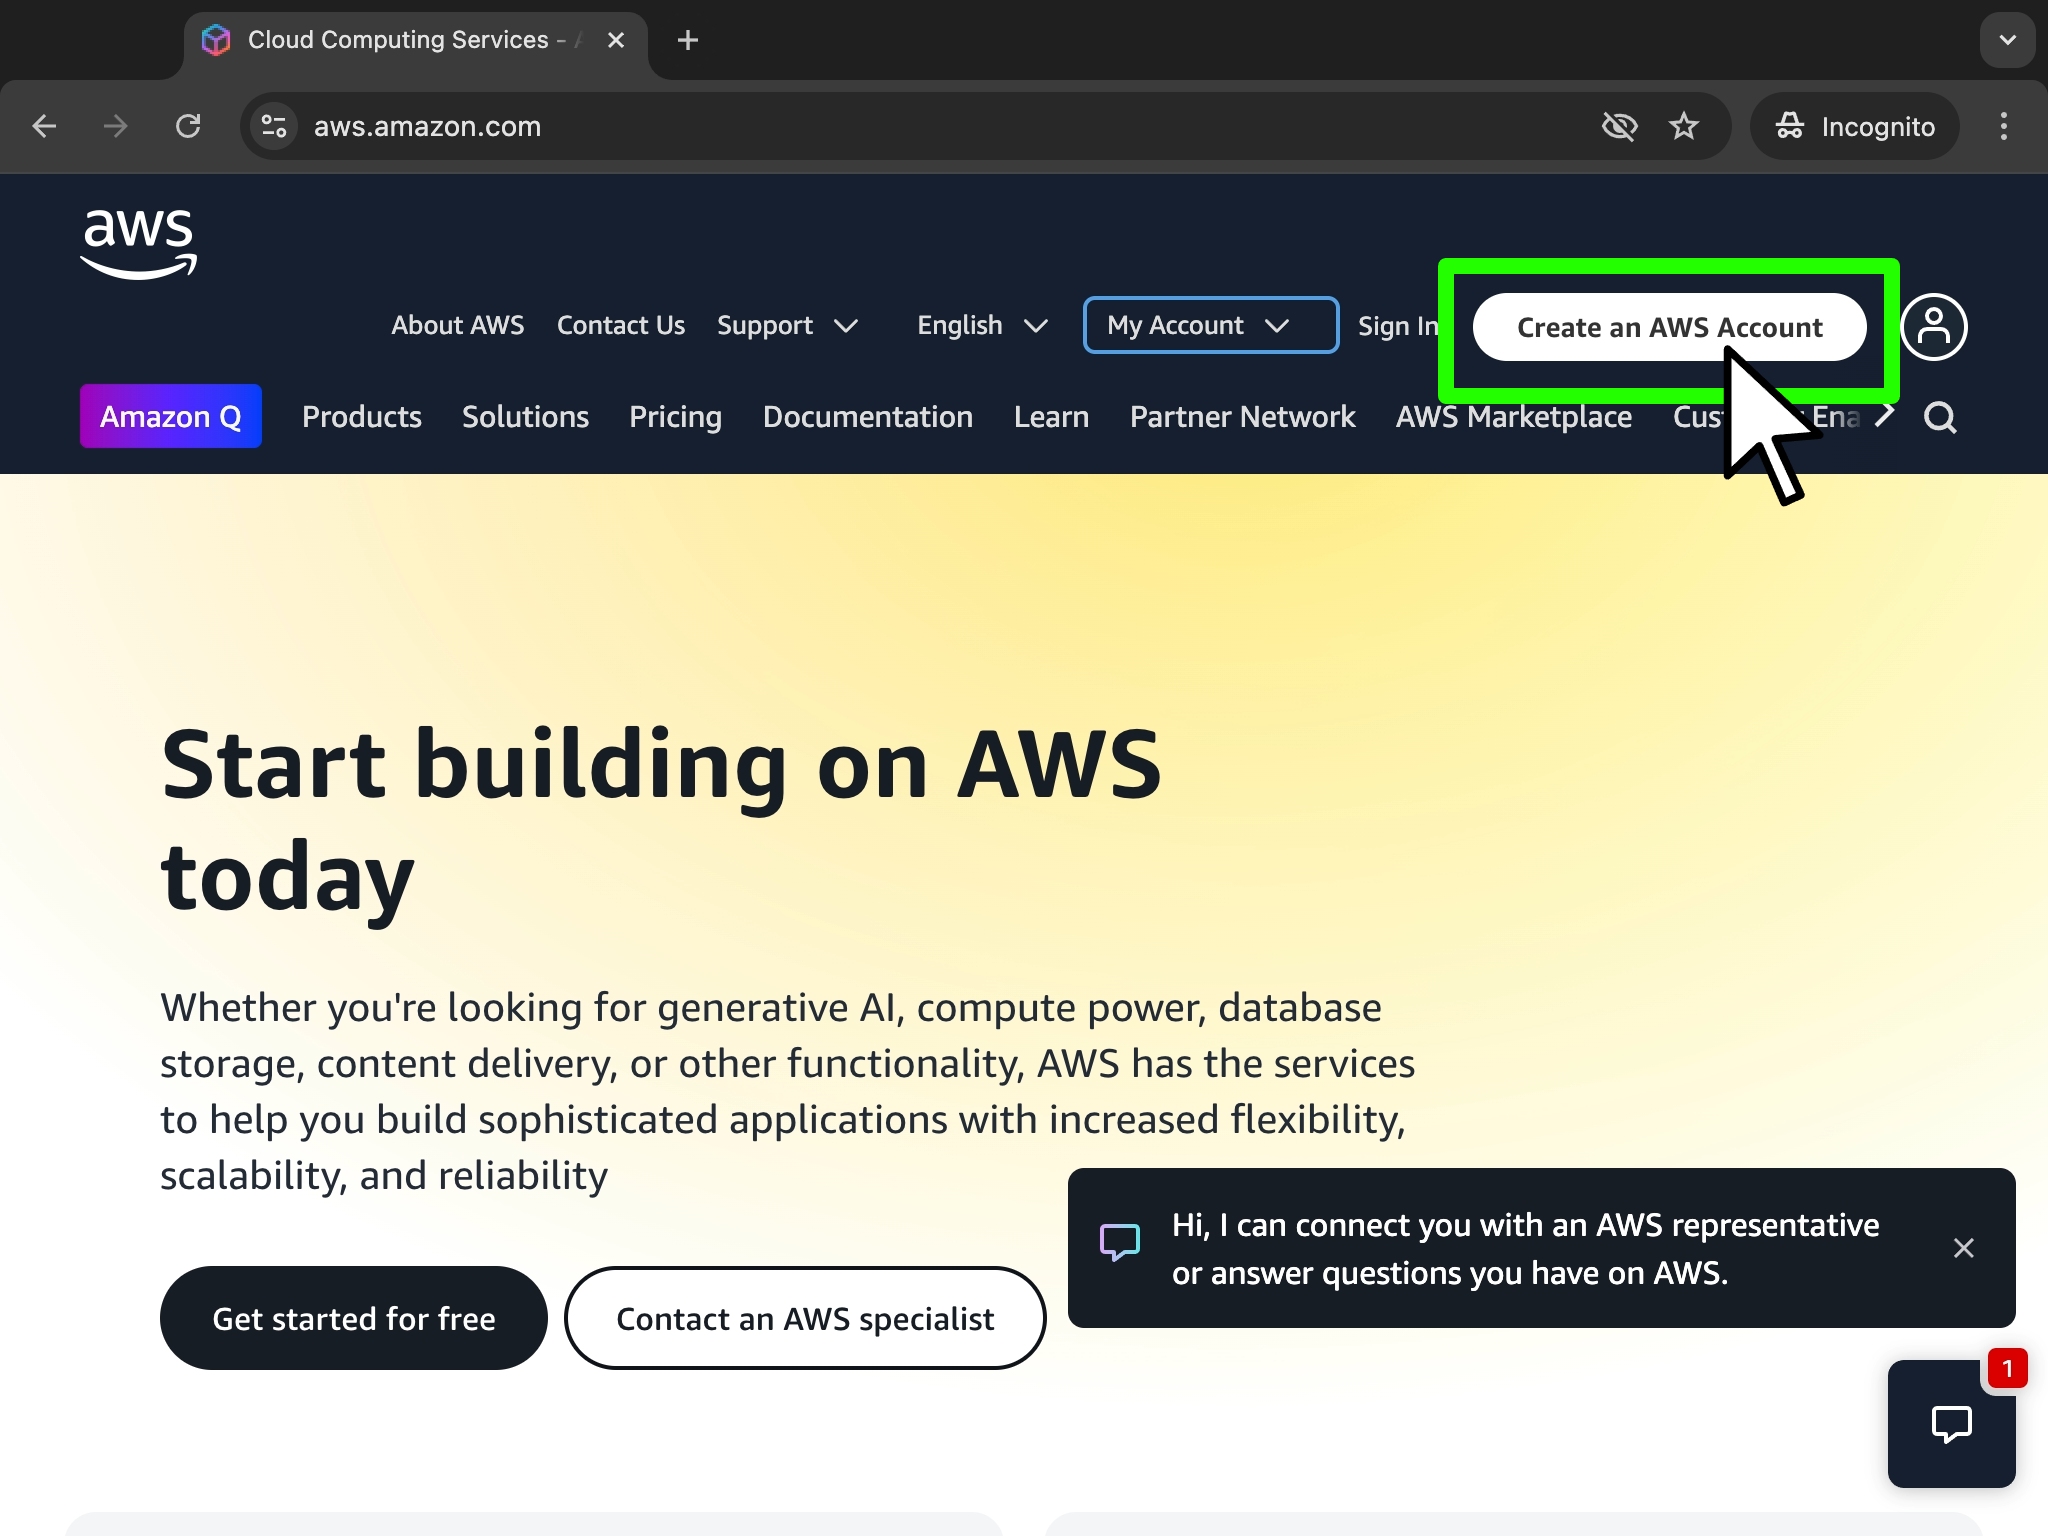 Cloud Computing Services -
aws.amazon.com
Incognito
aws
About AWS Contact Us Support English My Account Sign In Create an AWS Account
Amazon Q Products Solutions Pricing Documentation Learn Partner Network AWS Marketplace
Start building on AWS
today
Whether you're looking for generative AI, compute power, database
storage, content delivery, or other functionality, AWS has the services
to help you build sophisticated applications with increased flexibility,
scalability, and reliability
Hi, I can connect you with an AWS representative
or answer questions you have on AWS.
Get started for free Contact an AWS specialist
1